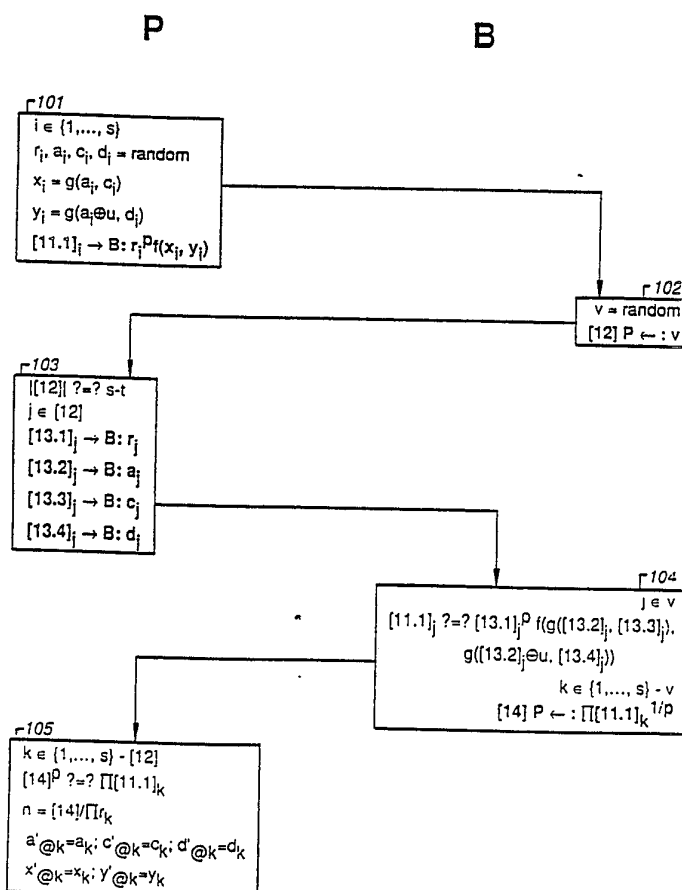 P B
101
i ∈ {1,..., s}
r_i, a_i, c_i, d_i = random
x_i = g(a_i, c_i)
y_i = g(a_i⊕u, d_i)
[11.1]_i → B: r_i^p f(x_i, y_i)
102
v = random
[12] P ← : v
103
|[12]| ?=? s-t
j ∈ [12]
[13.1]_j → B: r_j
[13.2]_j → B: a_j
[13.3]_j → B: c_j
[13.4]_j → B: d_j
104
j ∈ v
[11.1]_j ?=? [13.1]_j^p f(g([13.2]_j, [13.3]_j),
g([13.2]_j⊖u, [13.4]_j))
k ∈ {1,..., s} - v
[14] P ← : ∏[11.1]_k^1/p
105
k ∈ {1,..., s} - [12]
[14]^p ?=? ∏[11.1]_k
n = [14]/∏r_k
a'@k=a_k; c'@k=c_k; d'@k=d_k
x'@k=x_k; y'@k=y_k